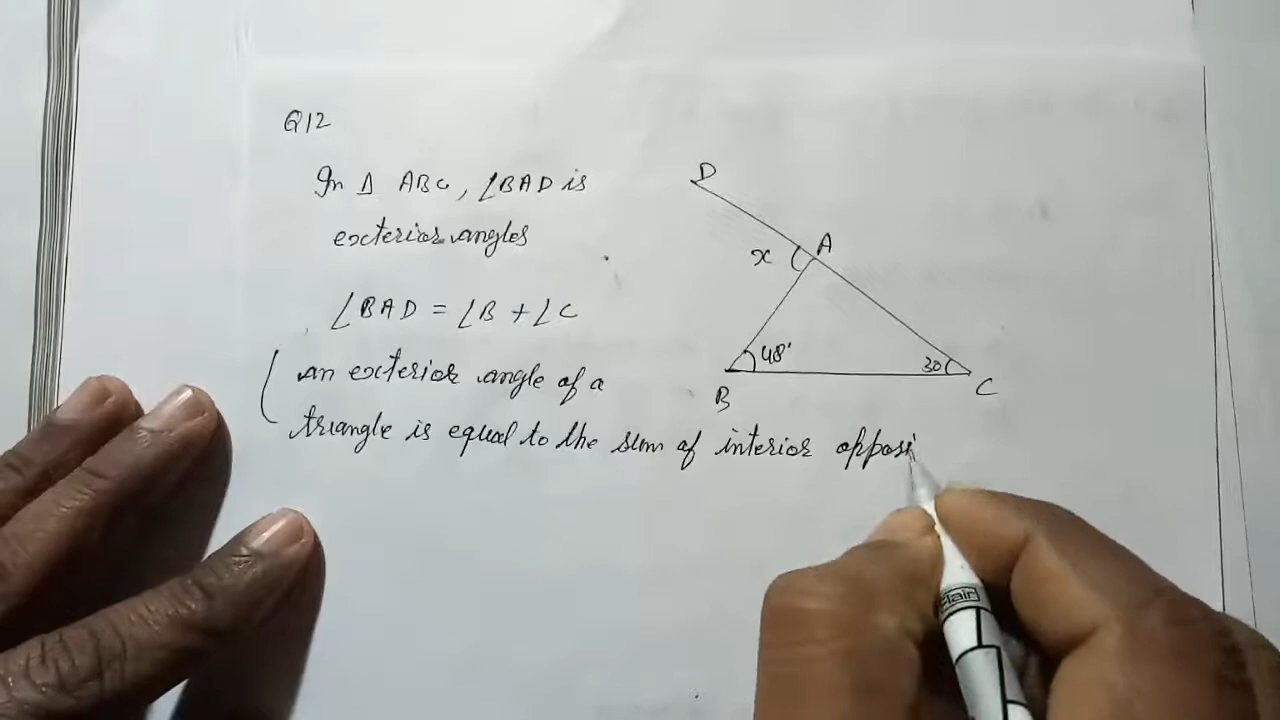 Q12
In Δ ABC, ∠BAD is
exterior angles
∠BAD = ∠B + ∠C
(an exterior angle of a
triangle is equal to the sum of interior opposi
D
A
x
48°
30
B
C
Hair